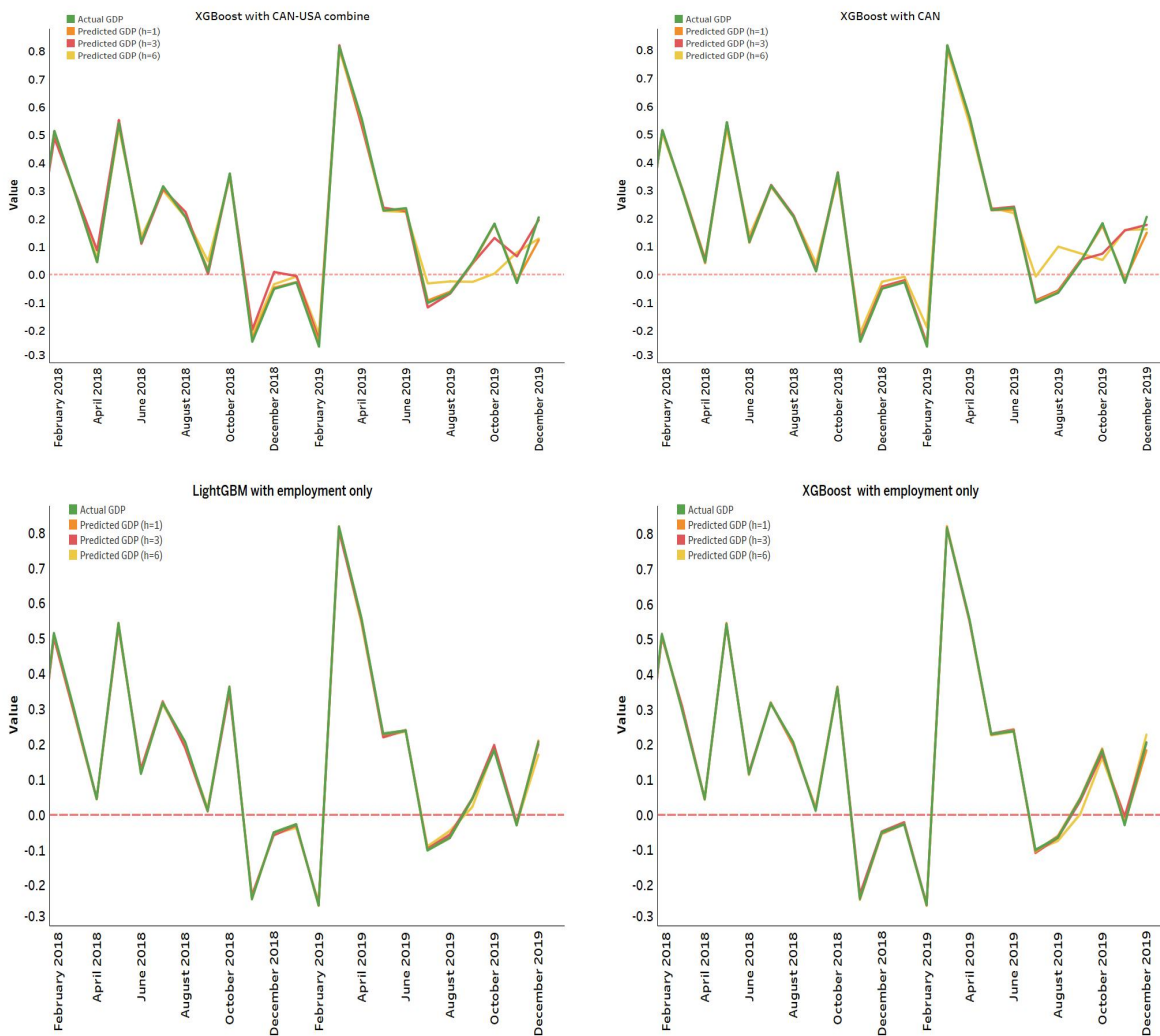 XGBoost with CAN-USA combine
Actual GDP
Predicted GDP (h=1)
Predicted GDP (h=3)
Predicted GDP (h=6)
Value
0.8
0.7
0.6
0.5
0.4
0.3
0.2
0.1
0.0
-0.1
-0.2
-0.3
February 2018
April 2018
June 2018
August 2018
October 2018
December 2018
February 2019
April 2019
June 2019
August 2019
October 2019
December 2019
XGBoost with CAN
Actual GDP
Predicted GDP (h=1)
Predicted GDP (h=3)
Predicted GDP (h=6)
Value
0.8
0.7
0.6
0.5
0.4
0.3
0.2
0.1
0.0
-0.1
-0.2
-0.3
February 2018
April 2018
June 2018
August 2018
October 2018
December 2018
February 2019
April 2019
June 2019
August 2019
October 2019
December 2019
LightGBM with employment only
Actual GDP
Predicted GDP (h=1)
Predicted GDP (h=3)
Predicted GDP (h=6)
Value
0.8
0.7
0.6
0.5
0.4
0.3
0.2
0.1
0.0
-0.1
-0.2
-0.3
February 2018
April 2018
June 2018
August 2018
October 2018
December 2018
February 2019
April 2019
June 2019
August 2019
October 2019
December 2019
XGBoost with employment only
Actual GDP
Predicted GDP (h=1)
Predicted GDP (h=3)
Predicted GDP (h=6)
Value
0.8
0.7
0.6
0.5
0.4
0.3
0.2
0.1
0.0
-0.1
-0.2
-0.3
February 2018
April 2018
June 2018
August 2018
October 2018
December 2018
February 2019
April 2019
June 2019
August 2019
October 2019
December 2019